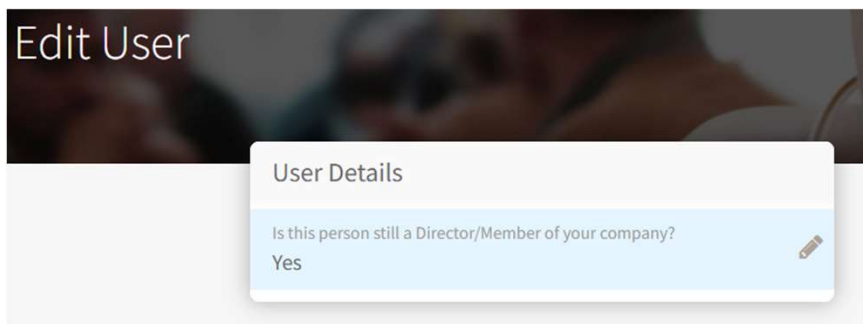 Edit User
User Details
Is this person still a Director/Member of your company?
Yes